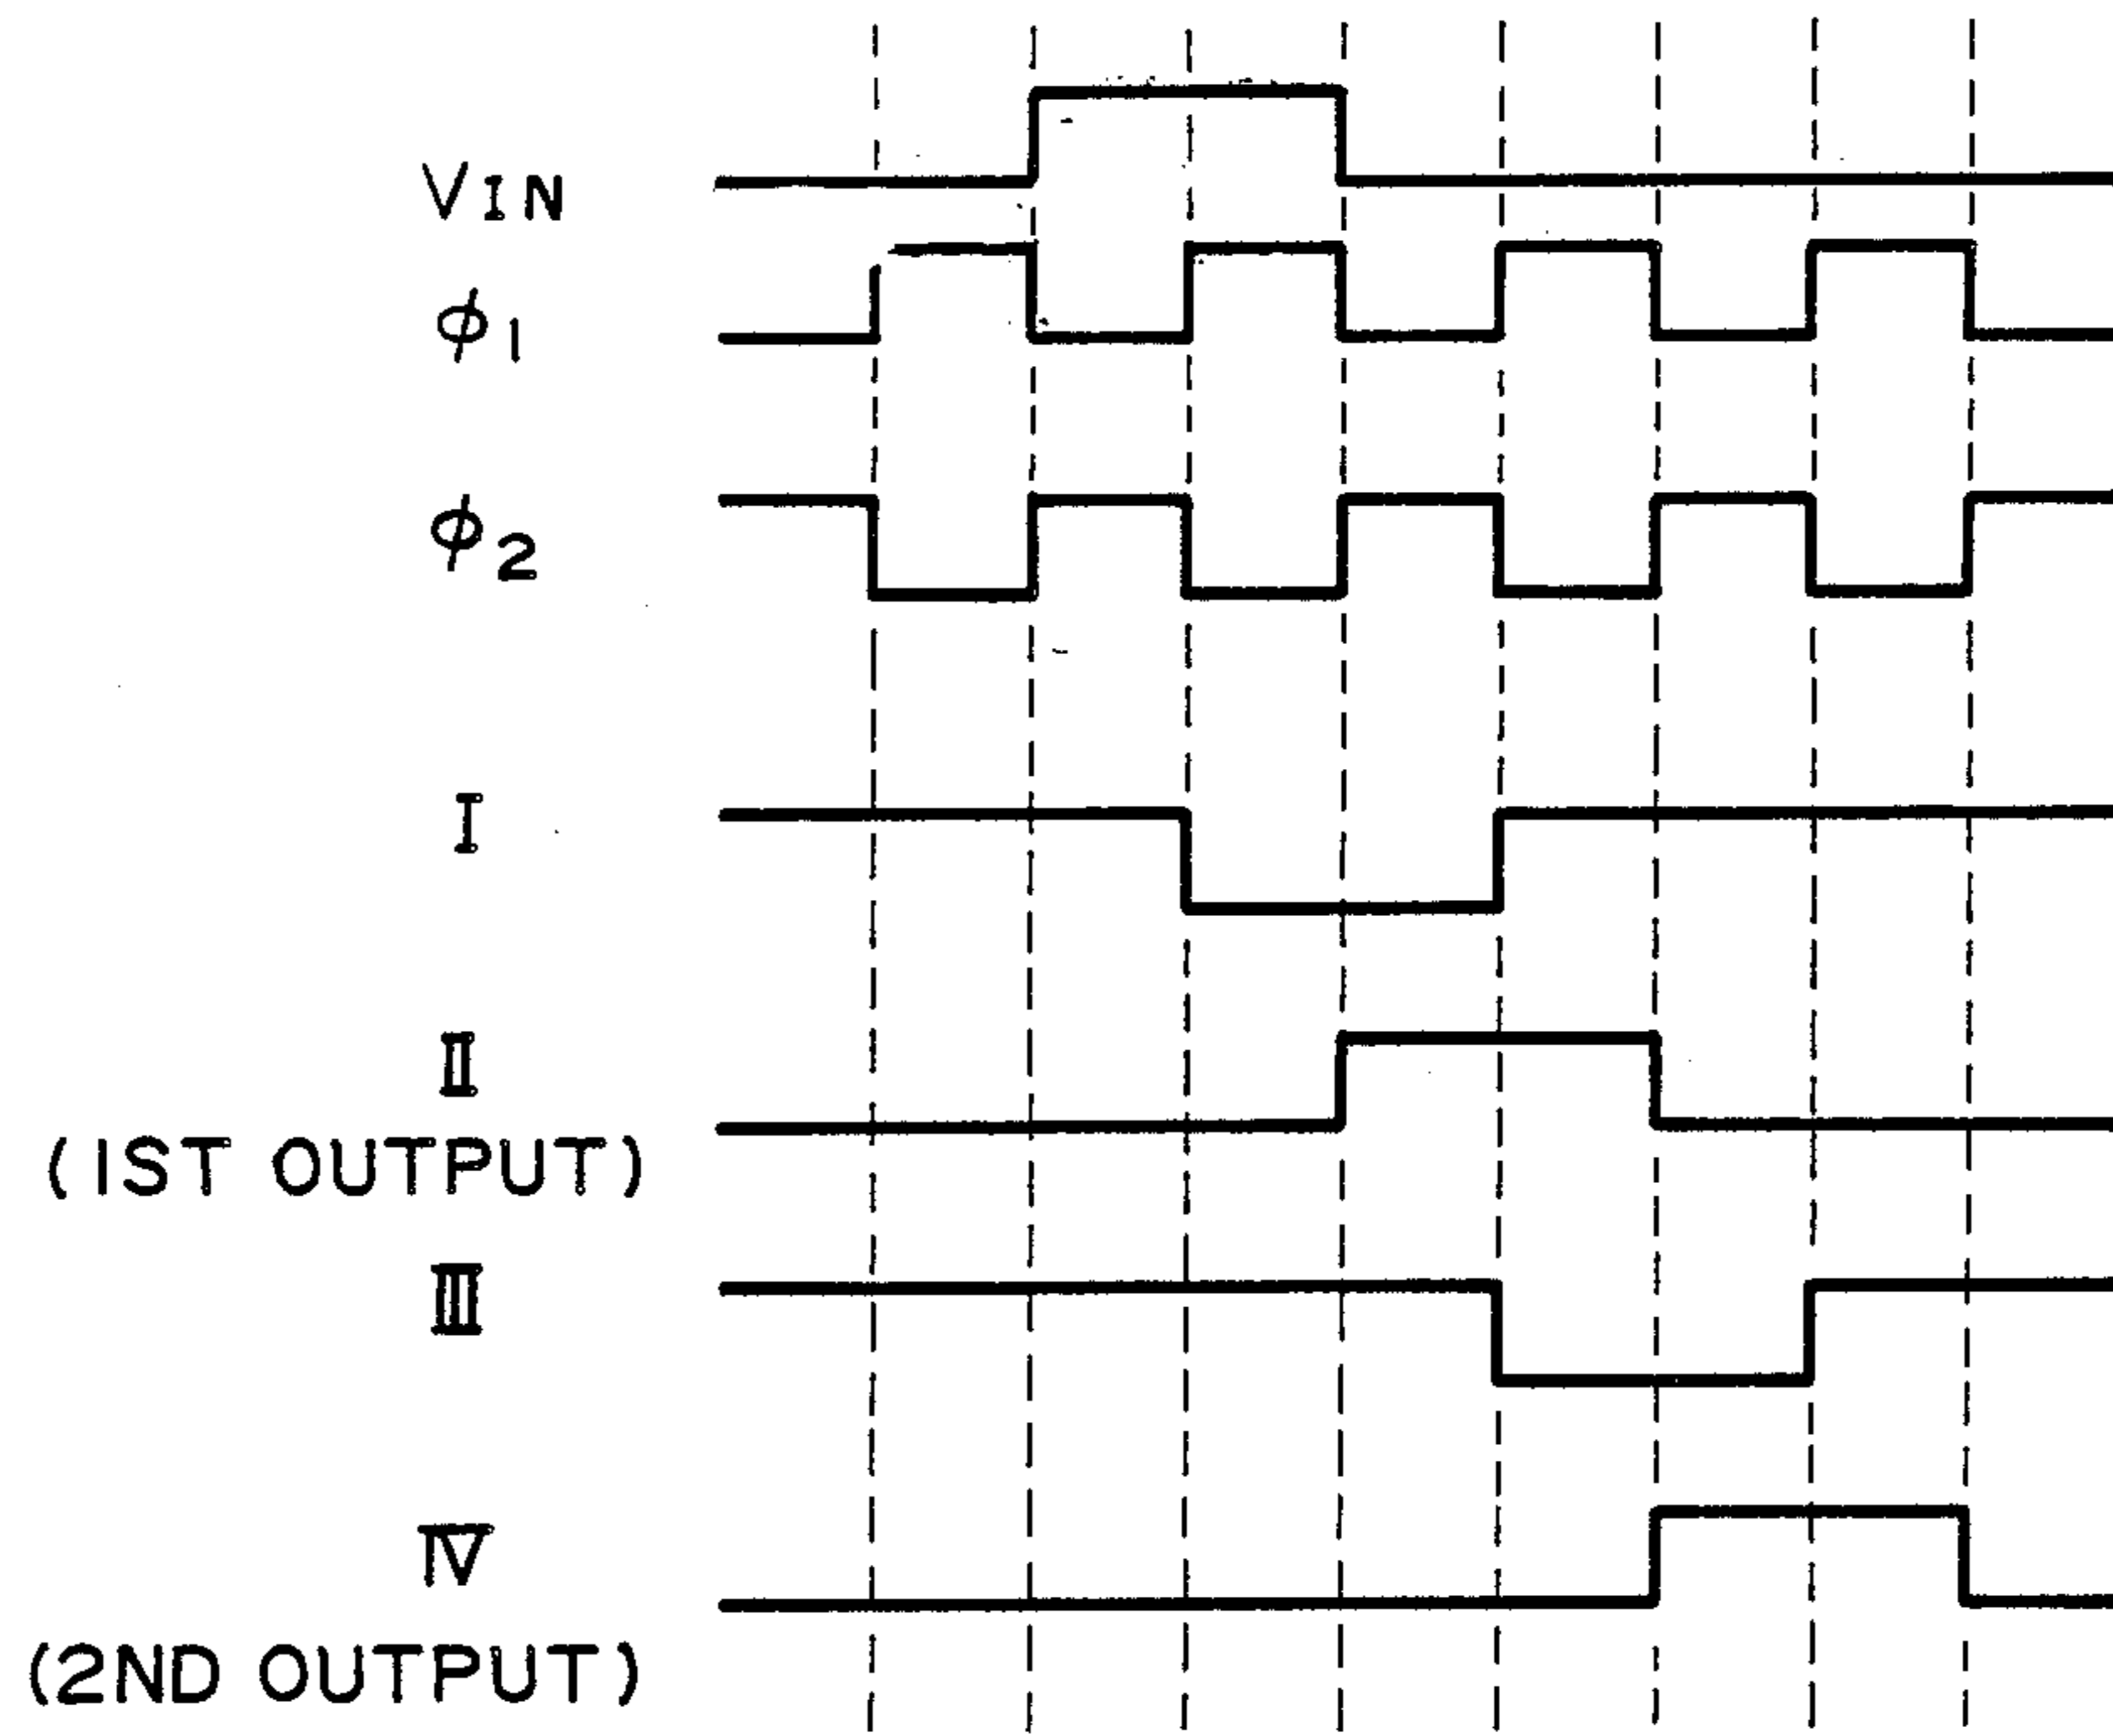 VIN
ϕ1
ϕ2
I
II
(1ST OUTPUT)
III
IV
(2ND OUTPUT)